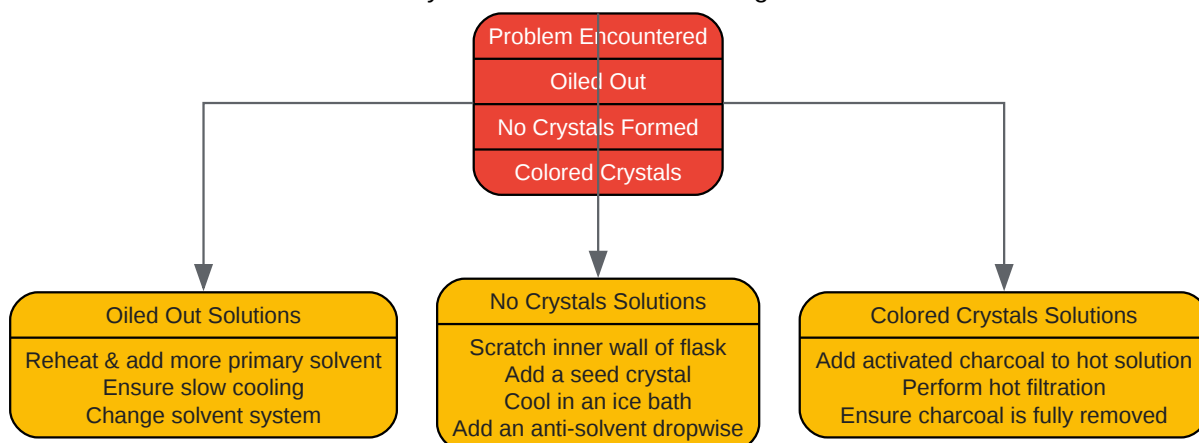 Problem Encountered
Oiled Out
No Crystals Formed
Colored Crystals
Oiled Out Solutions
Reheat & add more primary solvent
Ensure slow cooling
Change solvent system
No Crystals Solutions
Scratch inner wall of flask
Add a seed crystal
Cool in an ice bath
Add an anti-solvent dropwise
Colored Crystals Solutions
Add activated charcoal to hot solution
Perform hot filtration
Ensure charcoal is fully removed